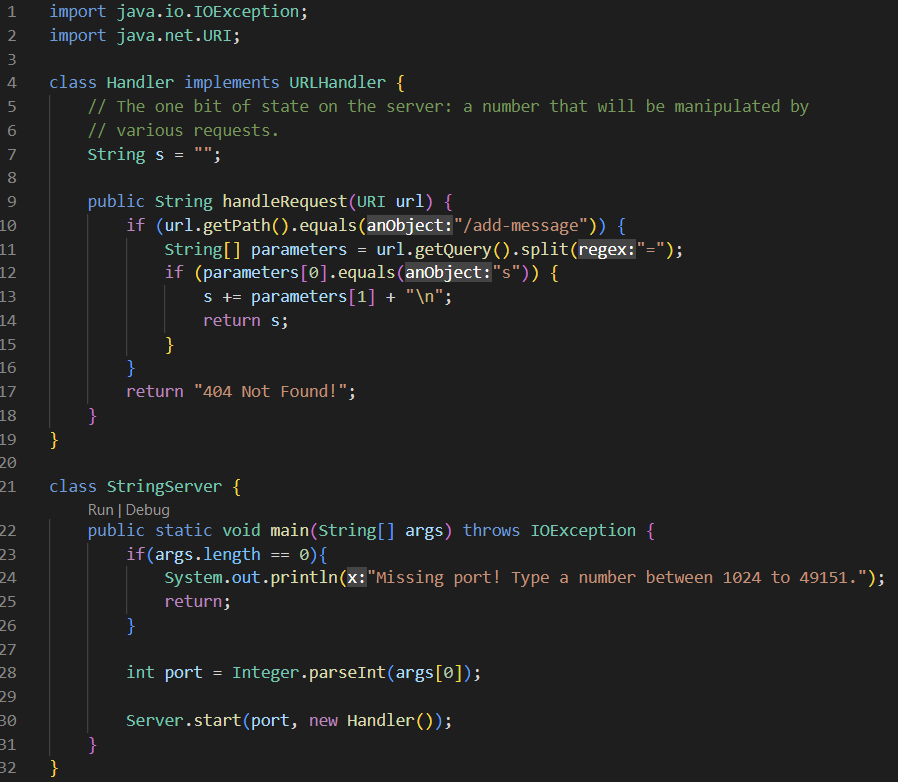 1 import java.io.IOException;
2 import java.net.URI;
3
4 class Handler implements URLHandler {
5     // The one bit of state on the server: a number that will be manipulated by
6     // various requests.
7     String s = "";
8
9     public String handleRequest(URI url) {
10         if (url.getPath().equals(anObject:"/add-message")) {
11             String[] parameters = url.getQuery().split(regex:"=");
12             if (parameters[0].equals(anObject:"s")) {
13                 s += parameters[1] + "\n";
14                 return s;
15             }
16         }
17         return "404 Not Found!";
18     }
19 }
20
21 class StringServer {
Run | Debug
22     public static void main(String[] args) throws IOException {
23         if(args.length == 0){
24             System.out.println(x:"Missing port! Type a number between 1024 to 49151.");
25             return;
26         }
27
28         int port = Integer.parseInt(args[0]);
29
30         Server.start(port, new Handler());
31     }
32 }